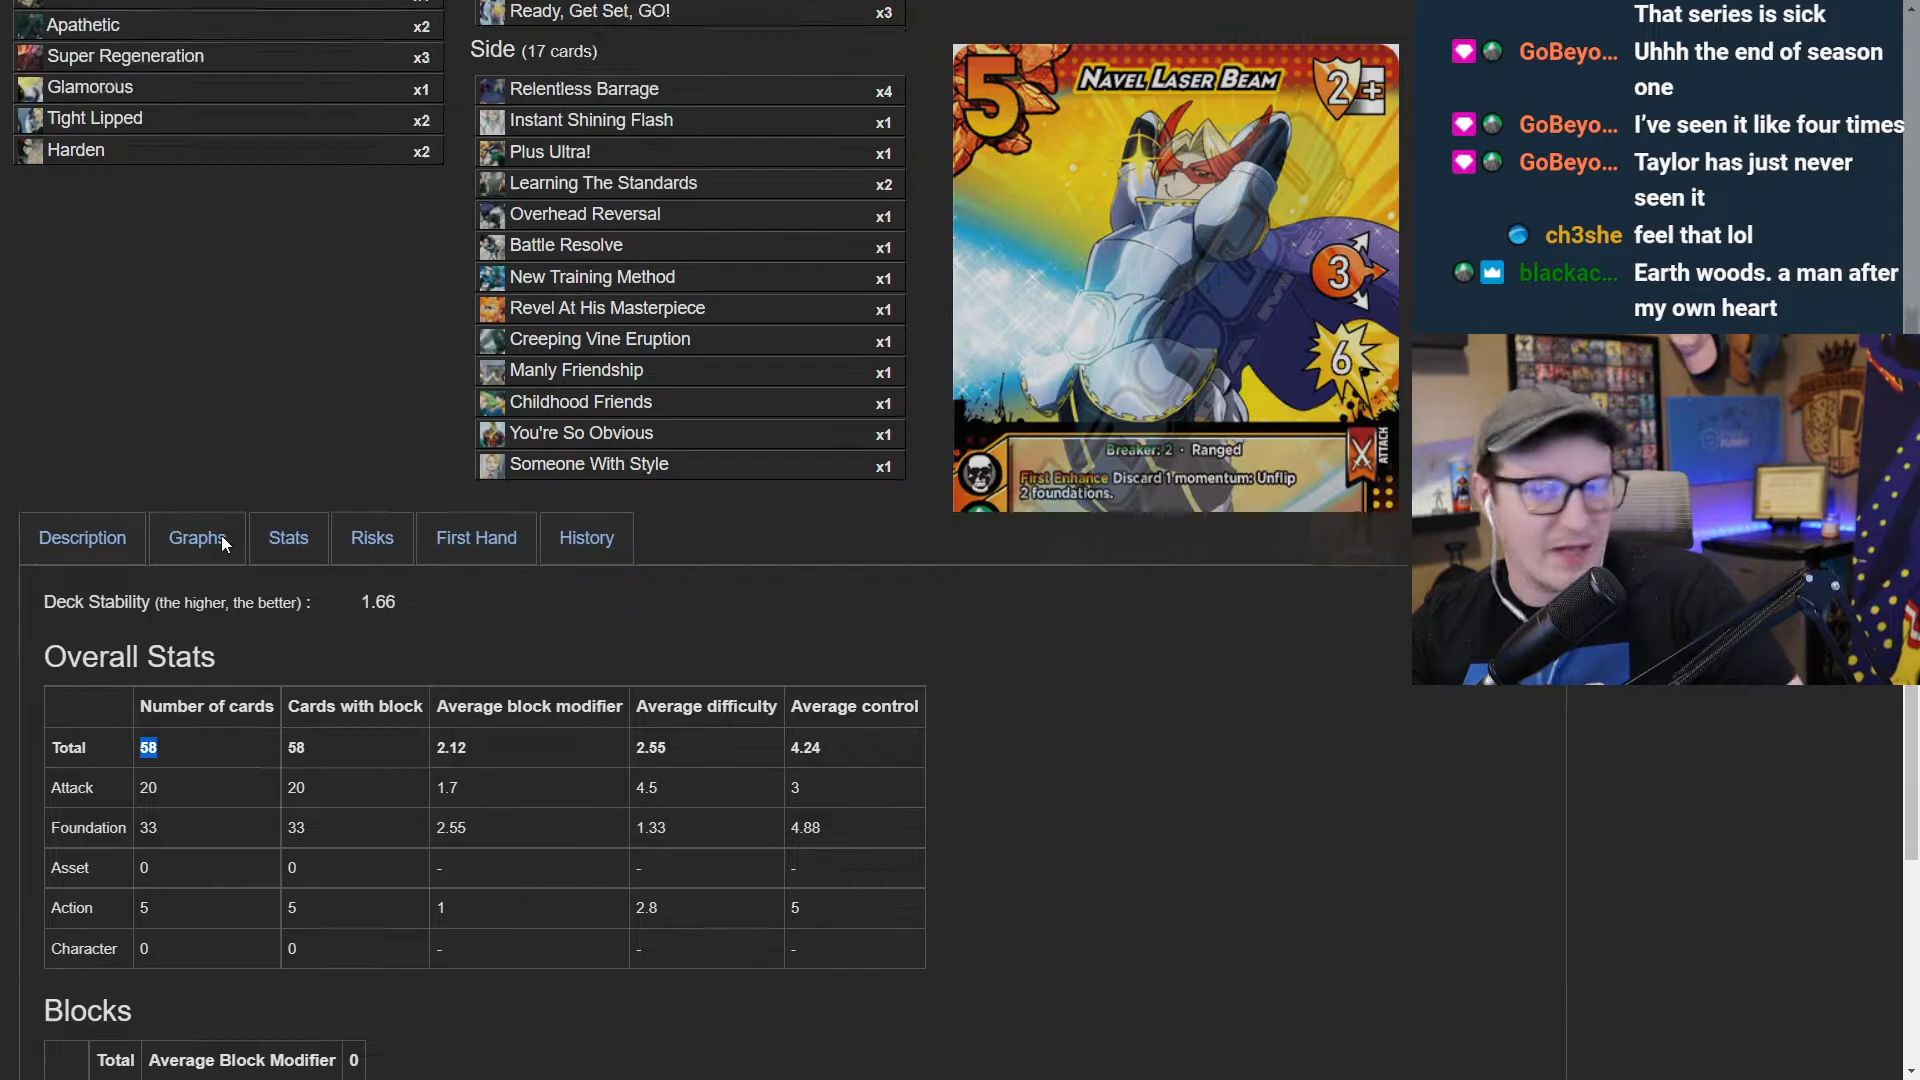 Apathetic x2
Super Regeneration x3
Glamorous x1
Tight Lipped x2
Harden x2
Ready, Get Set, GO! x3
Side (17 cards)
Relentless Barrage x4
Instant Shining Flash x1
Plus Ultra! x1
Learning The Standards x2
Overhead Reversal x1
Battle Resolve x1
New Training Method x1
Revel At His Masterpiece x1
Creeping Vine Eruption x1
Manly Friendship x1
Childhood Friends x1
You're So Obvious x1
Someone With Style x1
5
NAVEL LASER BEAM
2+
3
6
ATTACK
Breaker: 2 · Ranged
First Enhance Discard 1 momentum: Unflip
2 foundations.
That series is sick
GoBeyo... Uhhh the end of season
one
GoBeyo... I've seen it like four times
GoBeyo... Taylor has just never
seen it
ch3she feel that lol
blackac... Earth woods. a man after
my own heart
Description Graphs Stats Risks First Hand History
Deck Stability (the higher, the better) : 1.66
Overall Stats
Number of cards Cards with block Average block modifier Average difficulty Average control
Total 58 58 2.12 2.55 4.24
Attack 20 20 1.7 4.5 3
Foundation 33 33 2.55 1.33 4.88
Asset 0 0 - - -
Action 5 5 1 2.8 5
Character 0 0 - - -
Blocks
Total Average Block Modifier 0